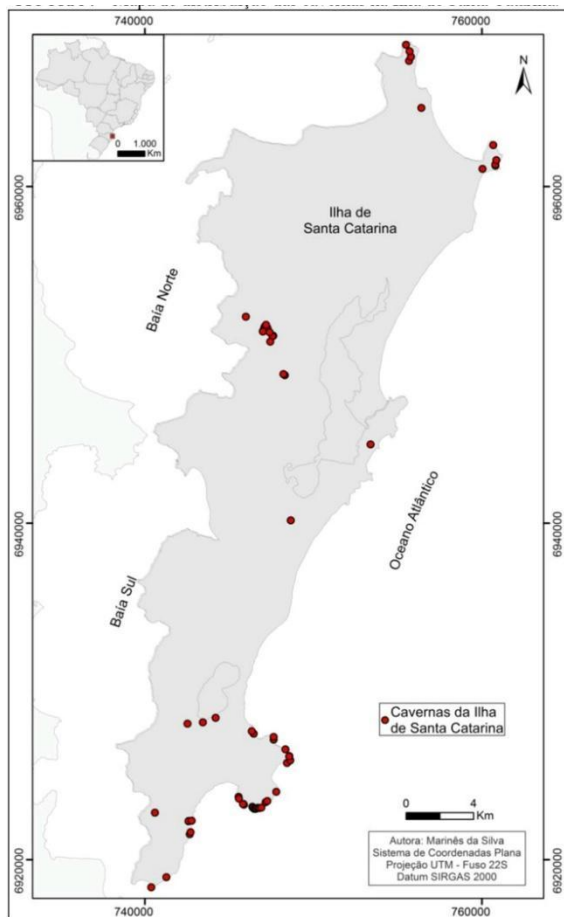 740000
760000
N
0 1.000
Km
6960000
6960000
Ilha de
Santa Catarina
Baía Norte
6940000
6940000
Oceano Atlântico
Baía Sul
Cavernas da Ilha
de Santa Catarina
0 4
Km
Autora: Marinês da Silva
Sistema de Coordenadas Plana
Projeção UTM - Fuso 22S
Datum SIRGAS 2000
6920000
6920000
740000
760000